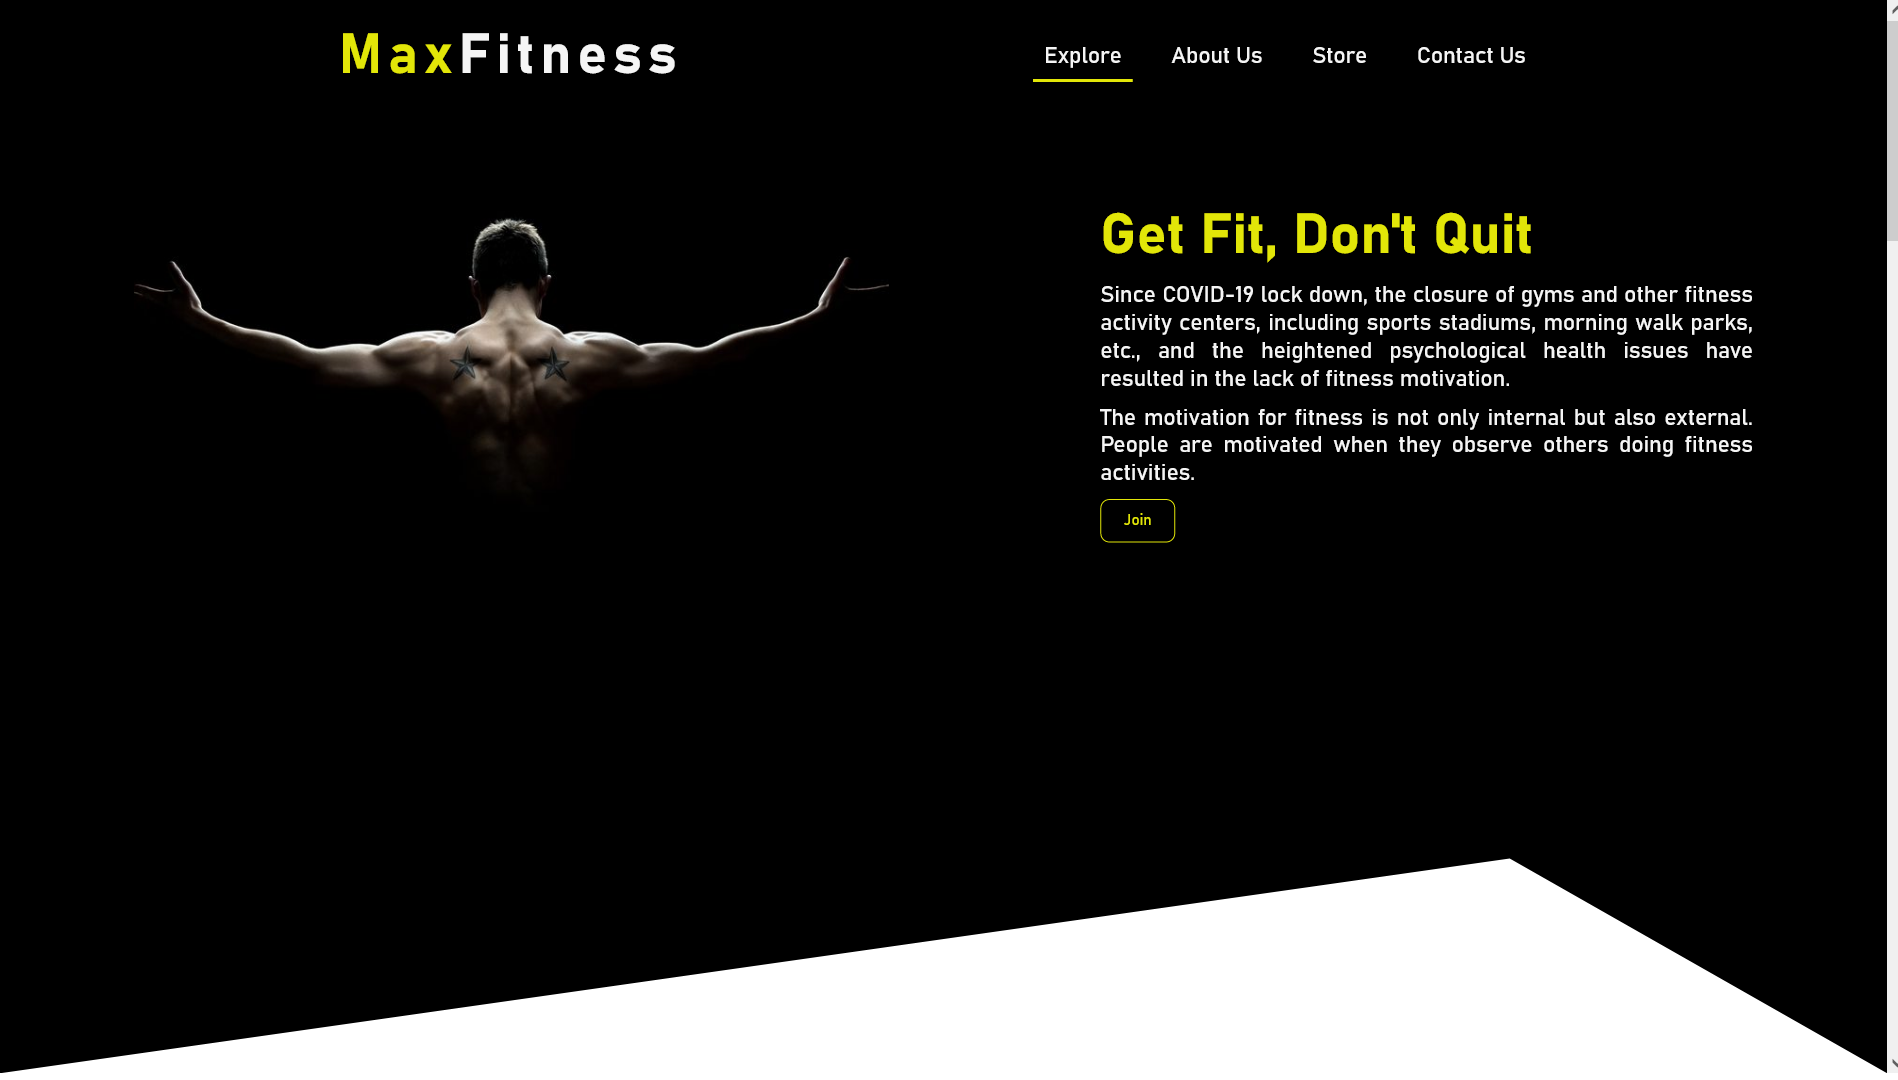 MaxFitness
Explore About Us Store Contact Us
Get Fit, Don't Quit
Since COVID-19 lock down, the closure of gyms and other fitness
activity centers, including sports stadiums, morning walk parks,
etc., and the heightened psychological health issues have
resulted in the lack of fitness motivation.
The motivation for fitness is not only internal but also external.
People are motivated when they observe others doing fitness
activities.
Join